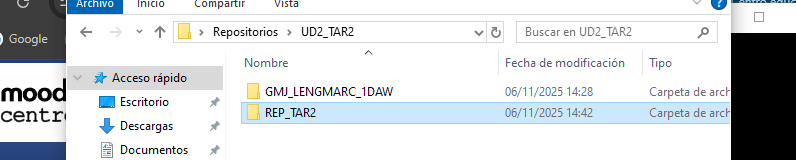 Archivo Inicio Compartir Vista
Google
Repositorios UD2_TAR2
Buscar en UD2_TAR2
Nombre Fecha de modificación Tipo
Acceso rápido
GMJ_LENGMARC_1DAW 06/11/2025 14:28 Carpeta de arch
Escritorio
REP_TAR2 06/11/2025 14:42 Carpeta de arch
Descargas
Documentos
mood
centr